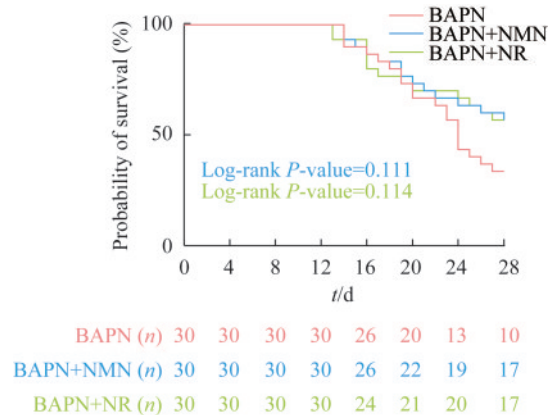 BAPN
BAPN+NMN
BAPN+NR
Probability of survival (%)
100
50
0
Log-rank P-value=0.111
Log-rank P-value=0.114
0 4 8 12 16 20 24 28
t/d
BAPN (n) 30 30 30 30 26 20 13 10
BAPN+NMN (n) 30 30 30 30 26 22 19 17
BAPN+NR (n) 30 30 30 30 24 21 20 17